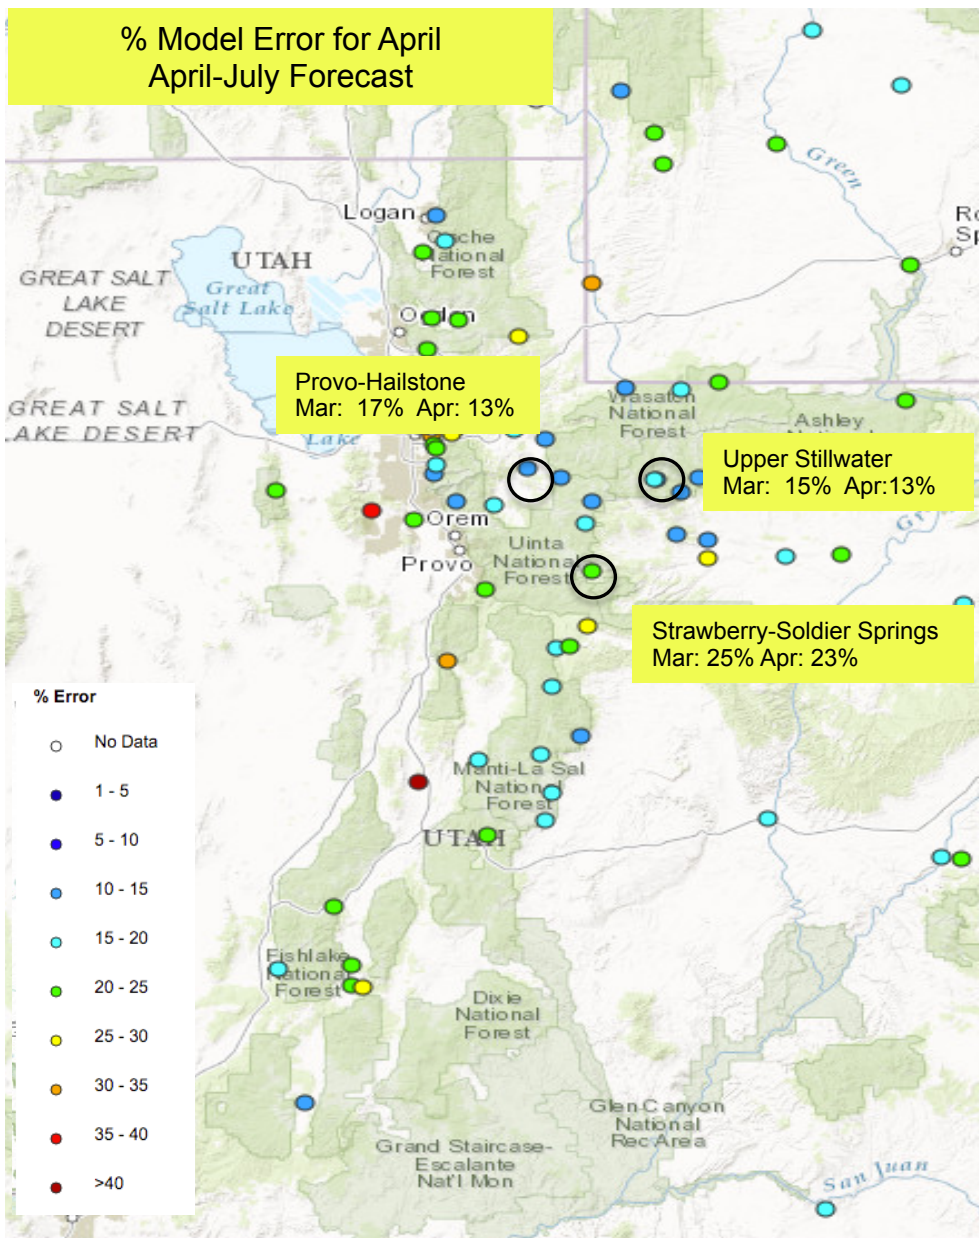 % Model Error for April
April-July Forecast
Green
Logan
Cache
National
Forest
UTAH
GREAT SALT
LAKE
DESERT
Great
Salt Lake
Ogden
Provo-Hailstone
Mar: 17% Apr: 13%
Wasatch
National
Forest
Ashley
GREAT SALT
LAKE DESERT
Lake
Upper Stillwater
Mar: 15% Apr:13%
Orem
Provo
Uinta
National
Forest
Strawberry-Soldier Springs
Mar: 25% Apr: 23%
% Error
No Data
1 - 5
5 - 10
10 - 15
15 - 20
20 - 25
25 - 30
30 - 35
35 - 40
>40
Manti-La Sal
National
Forest
UTAH
Fishlake
National
Forest
Dixie
National
Forest
Glen Canyon
National
Rec Area
Grand Staircase-
Escalante
Nat'l Mon
San Juan